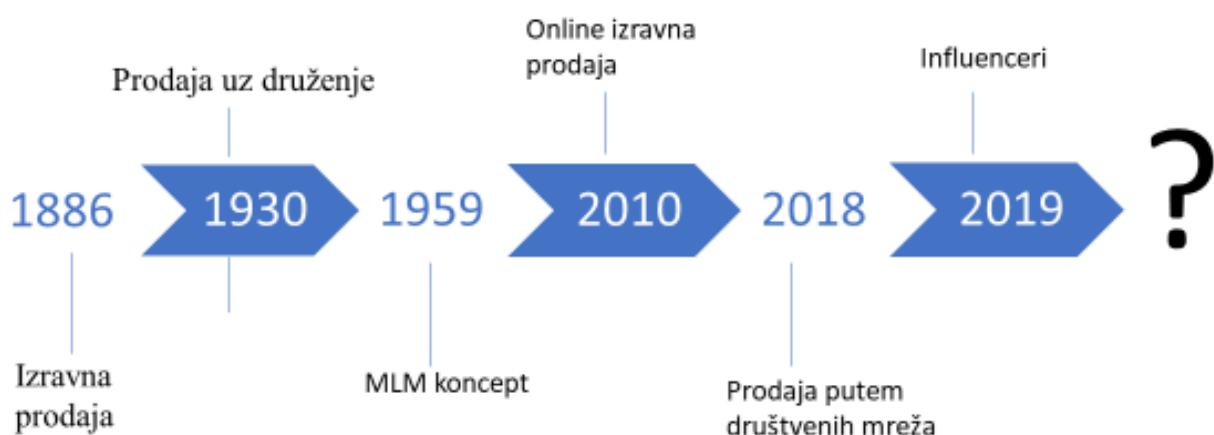 Online izravna
prodaja
Influenceri
Prodaja uz druženje
1886
1930
1959
2010
2018
2019
?
Izravna
prodaja
MLM koncept
Prodaja putem
društvenih mreža